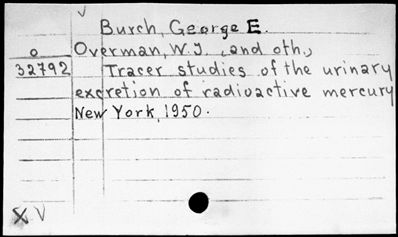 √
Burch, George E.
o Overman, W.J. (and oth.)
32792 Tracer studies of the urinary
excretion of radioactive mercury
New York, 1950.
X V